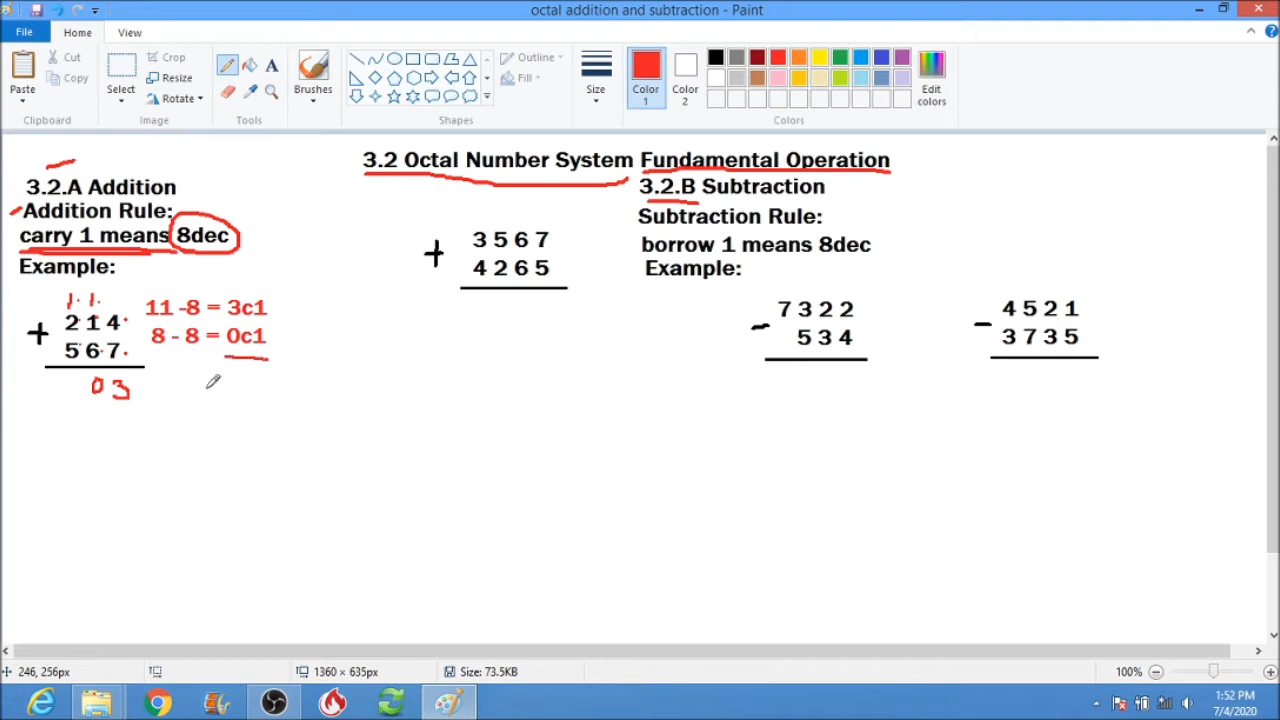 octal addition and subtraction - Paint
File Home View
Paste Cut Copy Clipboard
Select Crop Resize Rotate Image
Tools
Brushes
Shapes Outline Fill
Size
Color 1 Color 2 Edit colors Colors
3.2 Octal Number System Fundamental Operation
3.2.A Addition
Addition Rule:
carry 1 means 8dec
Example:
1 1
2 1 4
+
5 6 7
0 3
11 -8 = 3c1
8 - 8 = 0c1
3 5 6 7
+
4 2 6 5
3.2.B Subtraction
Subtraction Rule:
borrow 1 means 8dec
Example:
7 3 2 2
-
5 3 4
4 5 2 1
-
3 7 3 5
246, 256px
1360 × 635px
Size: 73.5KB
100%
1:52 PM
7/4/2020